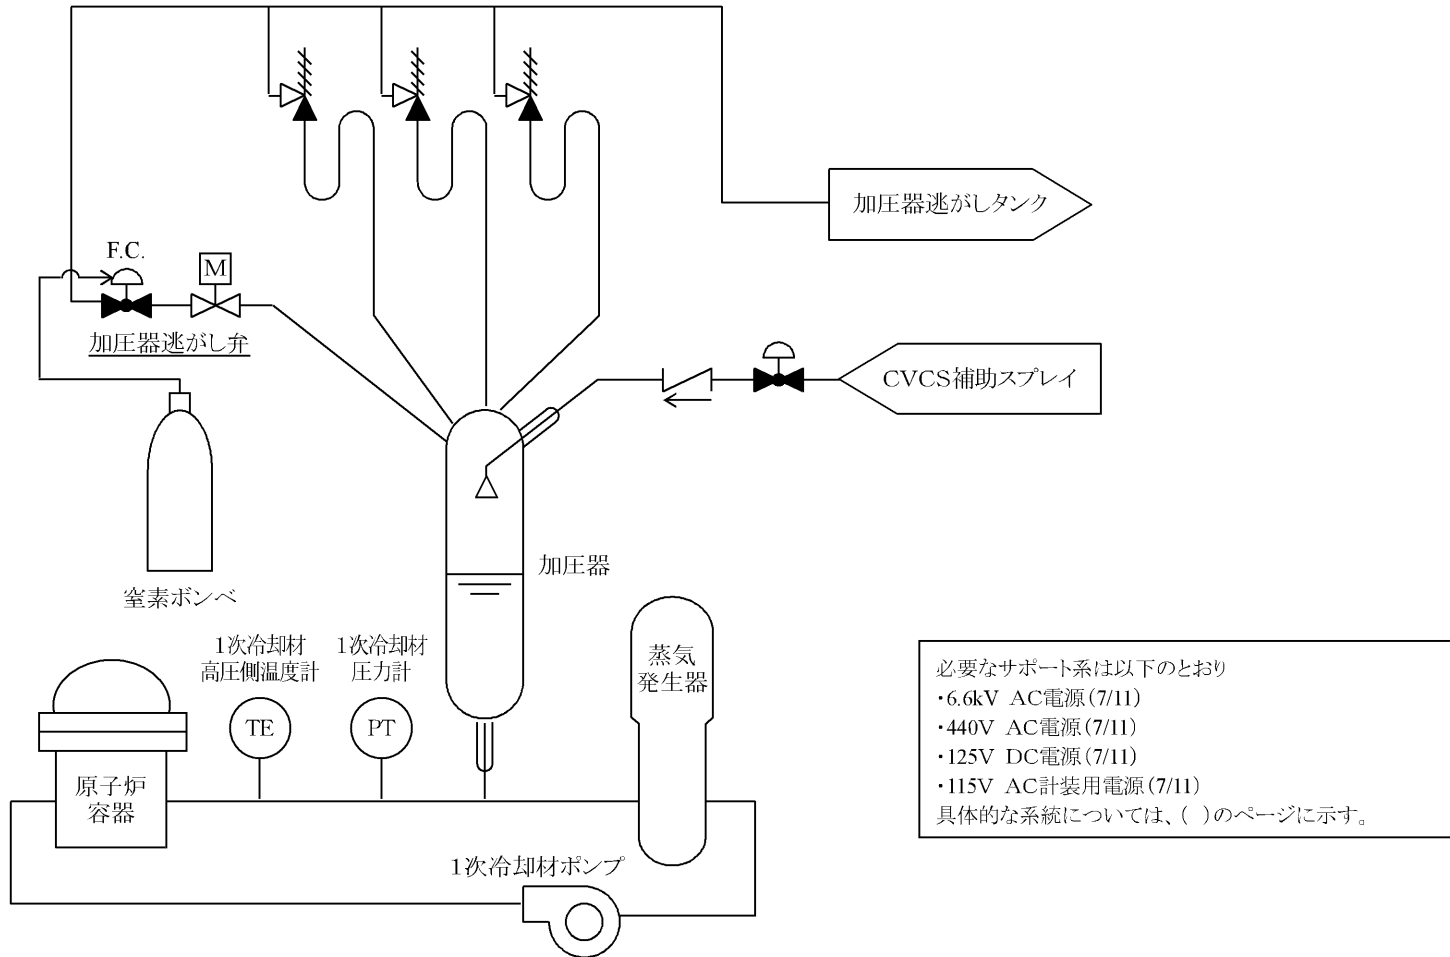 加圧器逃がしタンク
F.C.
M
加圧器逃がし弁
CVCS補助スプレイ
加圧器
窒素ボンベ
1次冷却材
高圧側温度計
1次冷却材
圧力計
蒸気
発生器
TE
PT
原子炉
容器
1次冷却材ポンプ
必要なサポート系は以下のとおり
・6.6kV AC電源(7/11)
・440V AC電源(7/11)
・125V DC電源(7/11)
・115V AC計装用電源(7/11)
具体的な系統については、( )のページに示す。